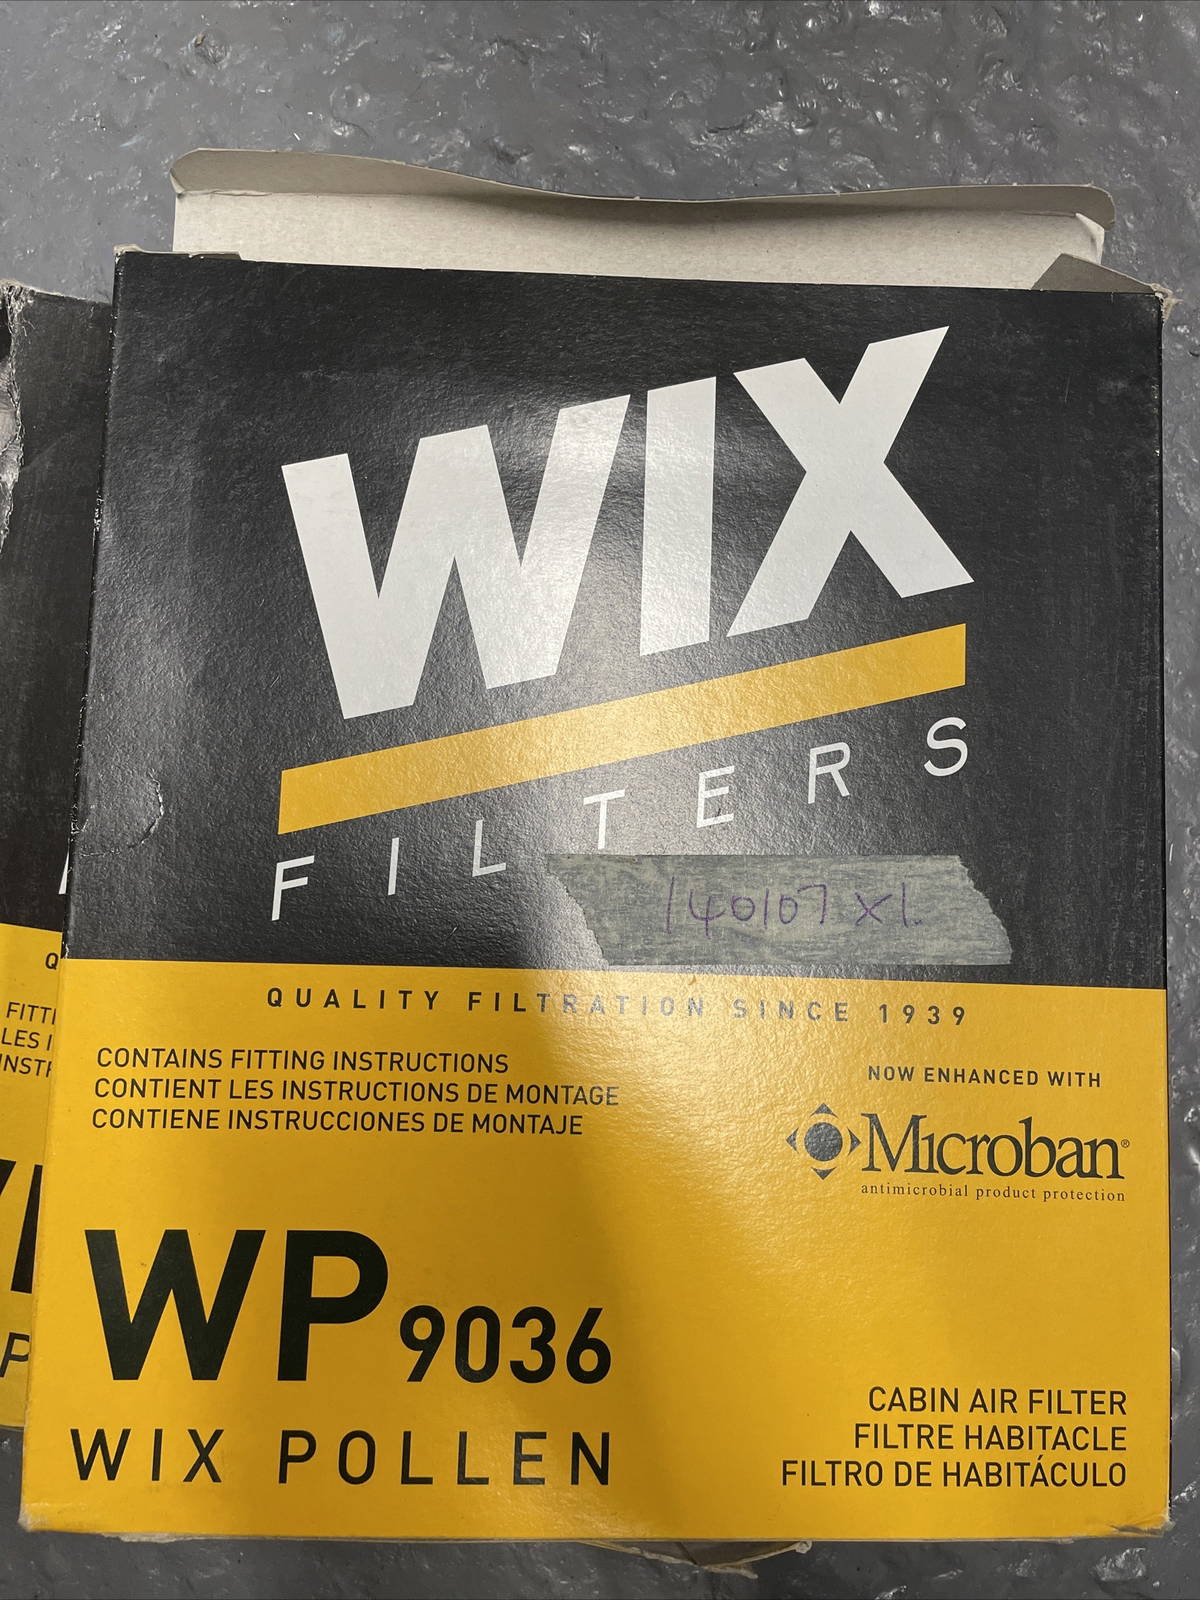 WIX
FILTERS
140107 X1.
QUALITY FILTRATION SINCE 1939
CONTAINS FITTING INSTRUCTIONS
CONTIENT LES INSTRUCTIONS DE MONTAGE
CONTIENE INSTRUCCIONES DE MONTAJE
NOW ENHANCED WITH
Microban®
antimicrobial product protection
WP 9036
WIX POLLEN
CABIN AIR FILTER
FILTRE HABITACLE
FILTRO DE HABITÁCULO